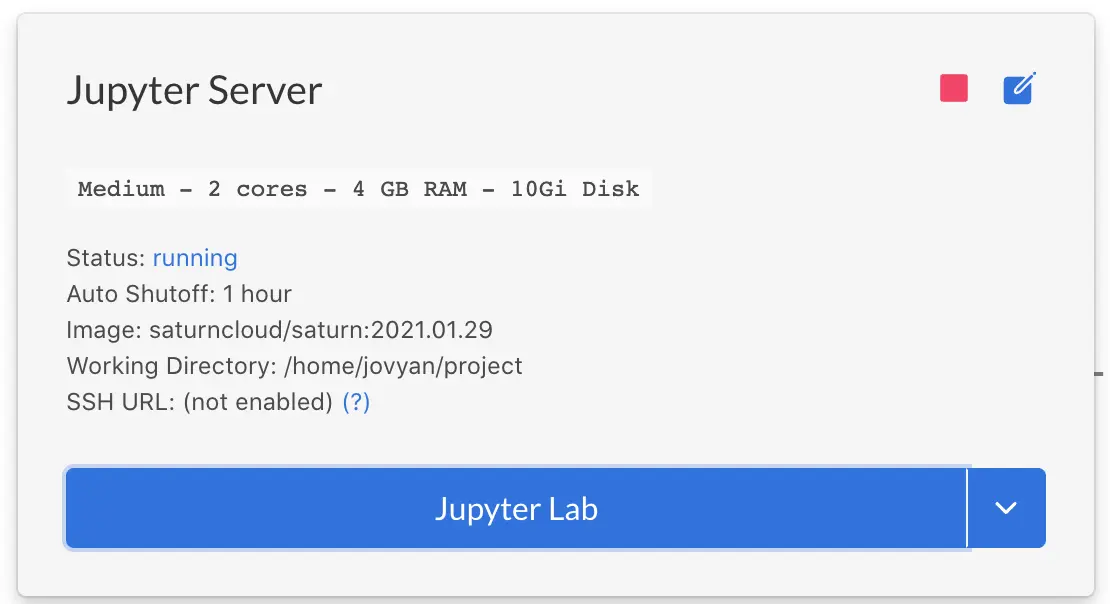 Jupyter Server
Medium - 2 cores - 4 GB RAM - 10Gi Disk
Status: running
Auto Shutoff: 1 hour
Image: saturncloud/saturn:2021.01.29
Working Directory: /home/jovyan/project
SSH URL: (not enabled) (?)
Jupyter Lab